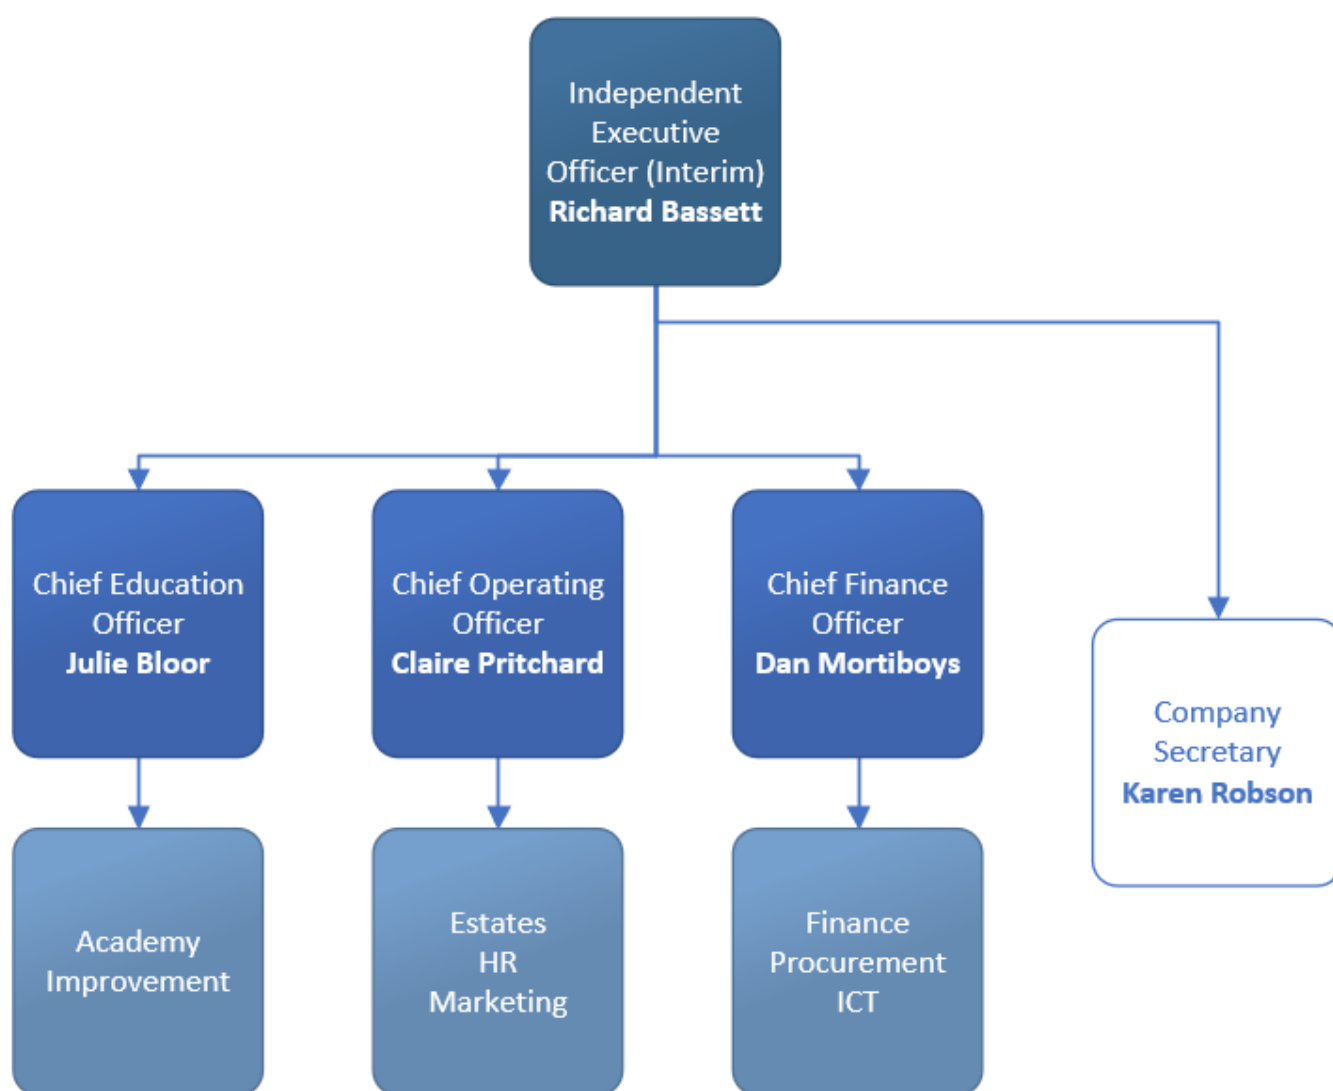 Independent
Executive
Officer (Interim)
Richard Bassett
Chief Education
Officer
Julie Bloor
Chief Operating
Officer
Claire Pritchard
Chief Finance
Officer
Dan Mortiboys
Company
Secretary
Karen Robson
Academy
Improvement
Estates
HR
Marketing
Finance
Procurement
ICT